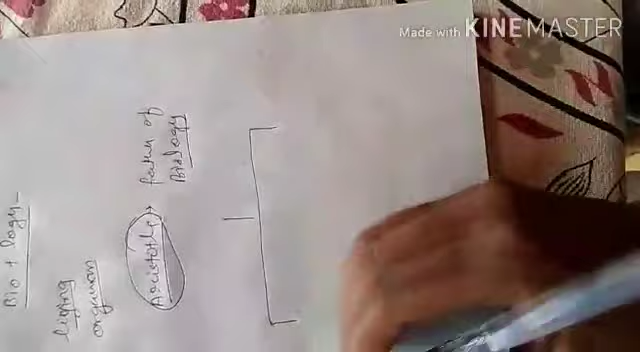 Made with KINEMASTER
Bio + logy -
living
organism
Aristotle → father of
Biology